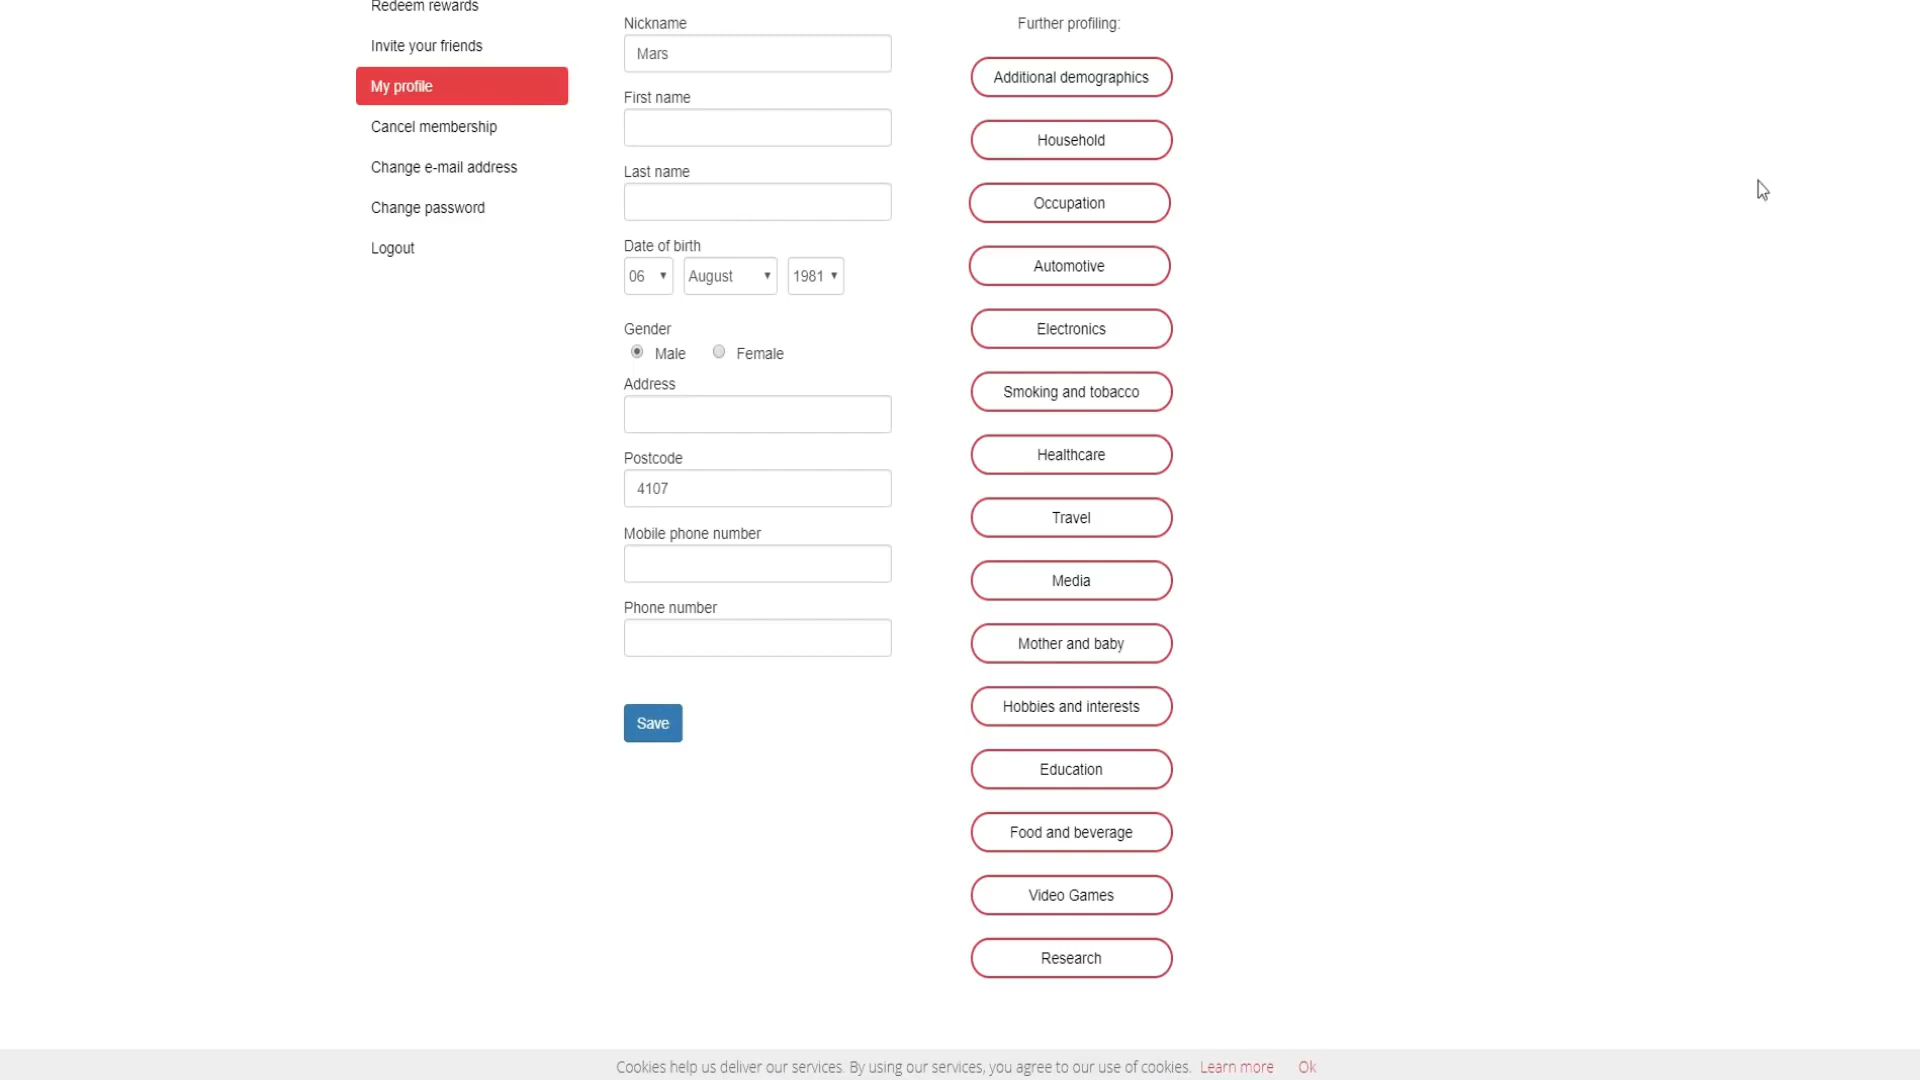 Redeem rewards
Invite your friends
My profile
Cancel membership
Change e-mail address
Change password
Logout
Nickname
Mars
First name
Last name
Date of birth
06 August 1981
Gender
Male Female
Address
Postcode
4107
Mobile phone number
Phone number
Save
Further profiling:
Additional demographics
Household
Occupation
Automotive
Electronics
Smoking and tobacco
Healthcare
Travel
Media
Mother and baby
Hobbies and interests
Education
Food and beverage
Video Games
Research
Cookies help us deliver our services. By using our services, you agree to our use of cookies. Learn more Ok